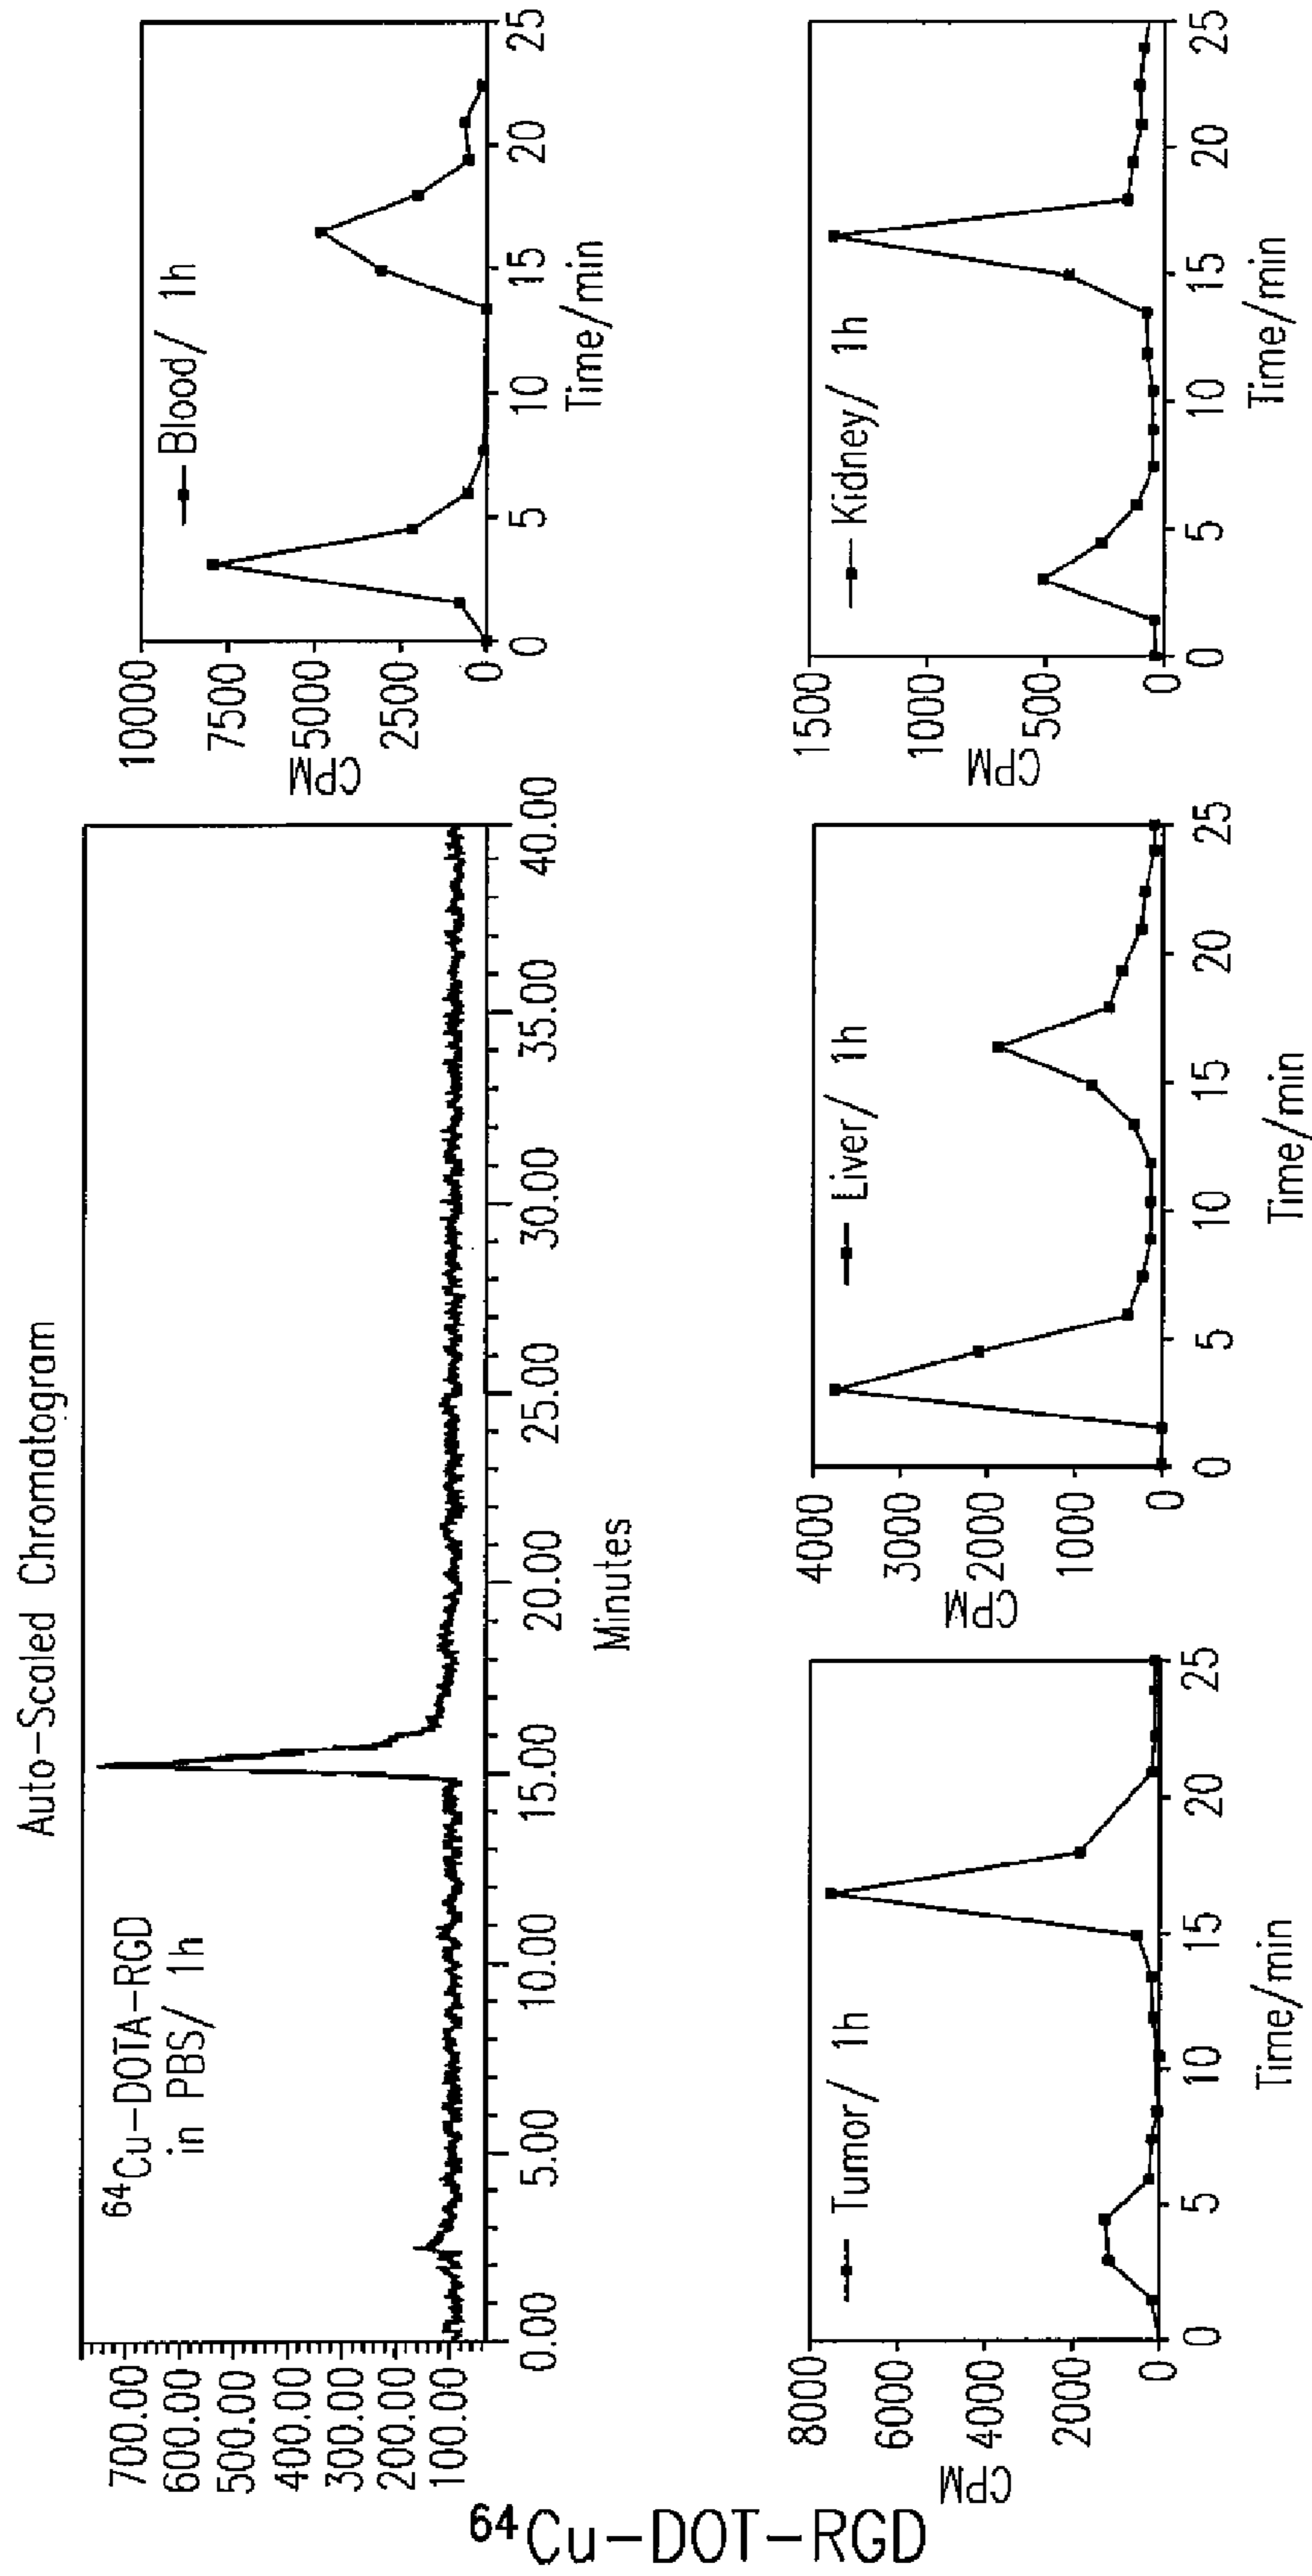 ⁶⁴Cu-DOT-RGD
Auto-Scaled Chromatogram
⁶⁴Cu-DOTA-RGD
in PBS/ 1h
700.00
600.00
500.00
400.00
300.00
200.00
100.00
0.00 5.00 10.00 15.00 20.00 25.00 30.00 35.00 40.00
Minutes
Blood/ 1h
CPM
10000
7500
5000
2500
0
0 5 10 15 20 25
Time/min
Tumor/ 1h
CPM
8000
6000
4000
2000
0
0 5 10 15 20 25
Time/min
Liver/ 1h
CPM
4000
3000
2000
1000
0
0 5 10 15 20 25
Time/min
Kidney/ 1h
CPM
1500
1000
500
0
0 5 10 15 20 25
Time/min